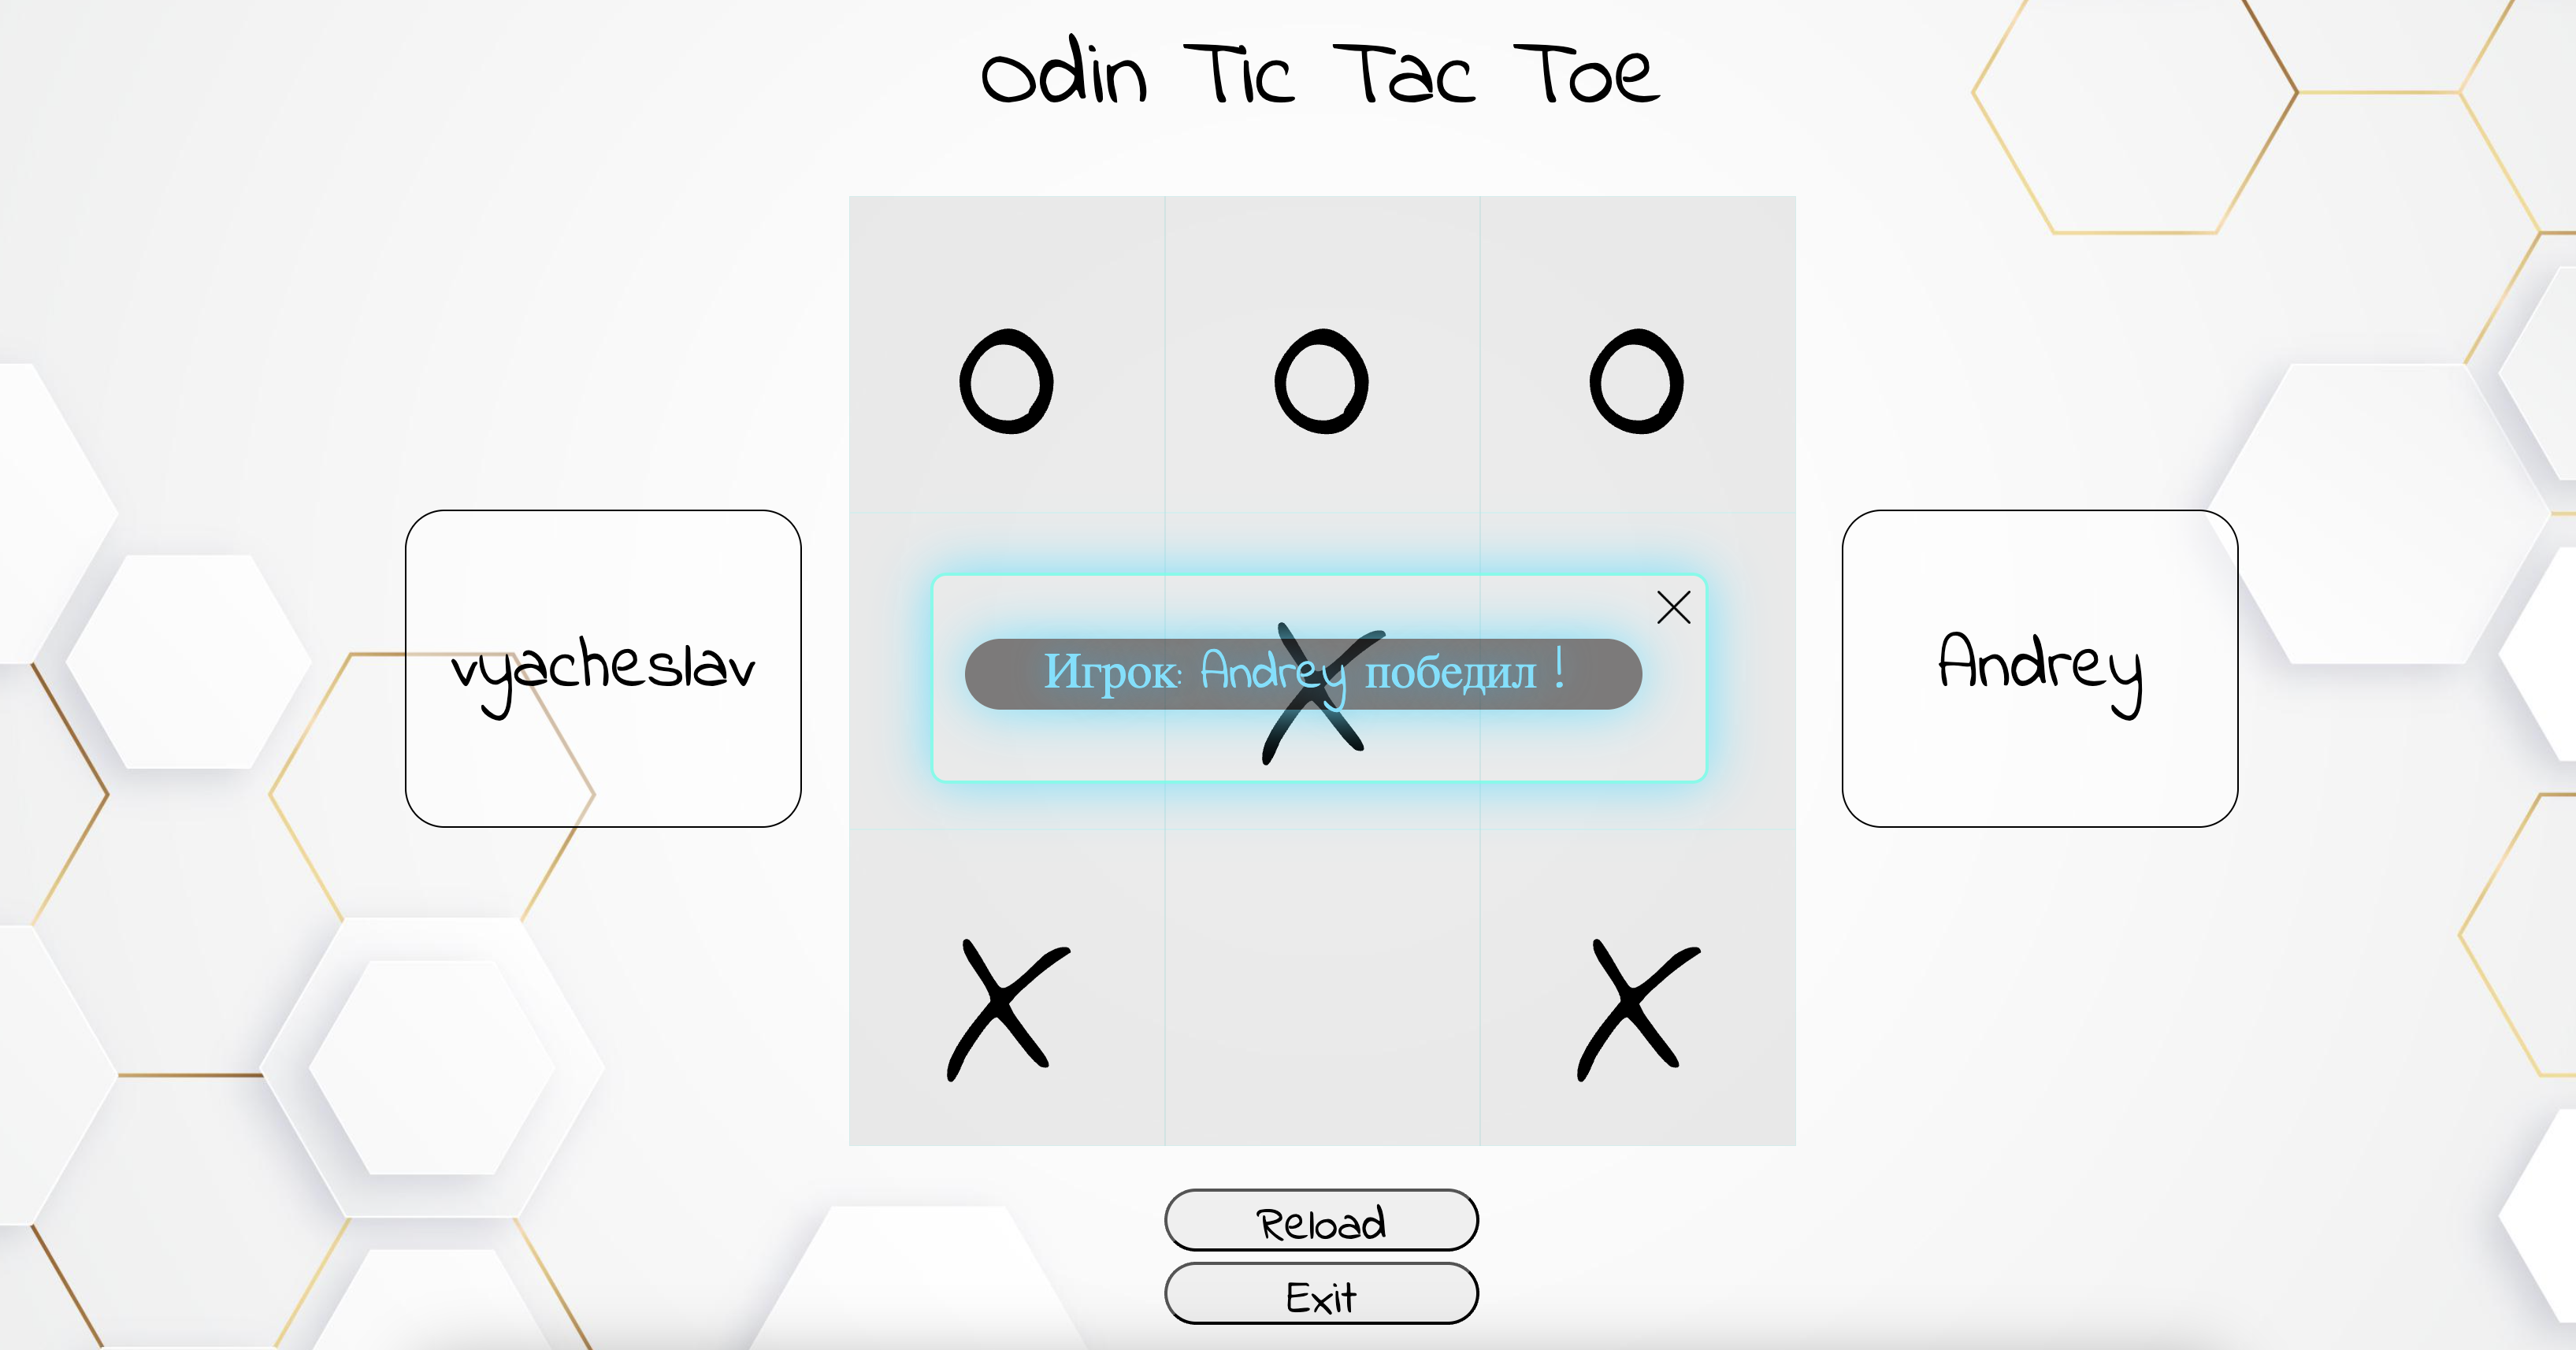 Odin Tic Tac Toe
O O O
vyacheslav
Игрок: Andrey победил !
X
Andrey
X X
Reload
Exit